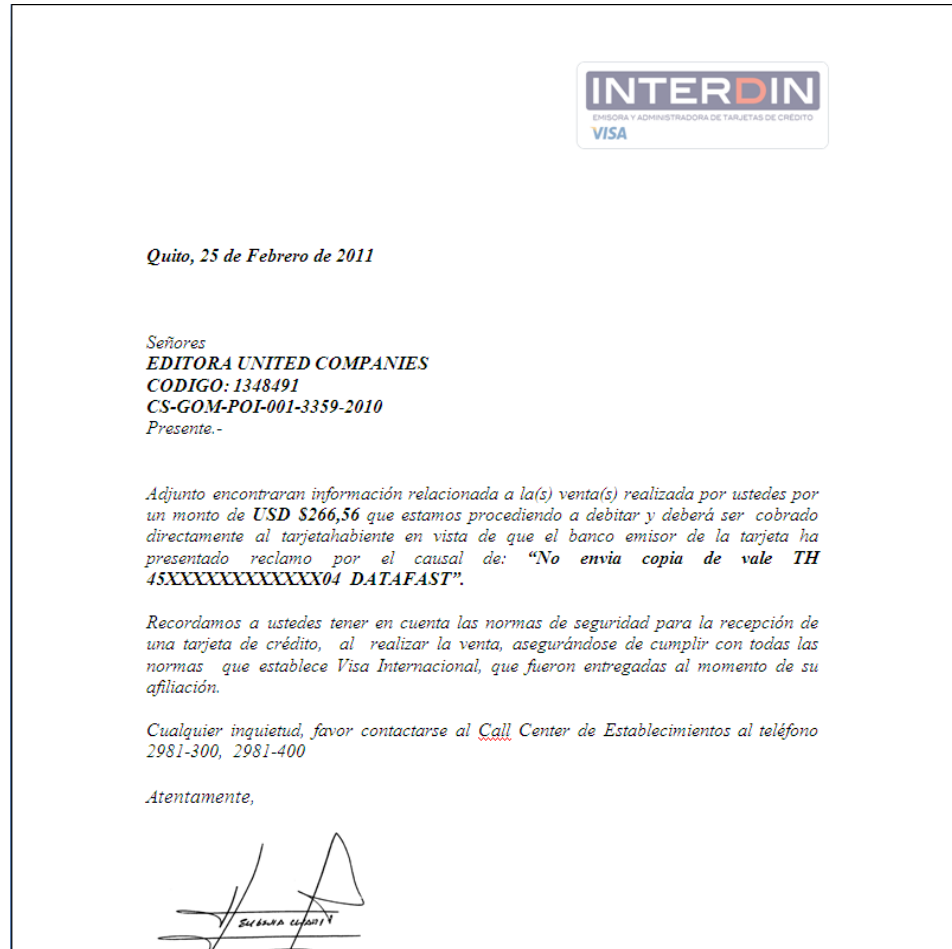 INTERDIN
EMISORA Y ADMINISTRADORA DE TARJETAS DE CRÉDITO
VISA
Quito, 25 de Febrero de 2011
Señores
EDITORA UNITED COMPANIES
CODIGO: 1348491
CS-GOM-POI-001-3359-2010
Presente.-
Adjunto encontraran información relacionada a la(s) venta(s) realizada por ustedes por
un monto de USD $266,56 que estamos procediendo a debitar y deberá ser cobrado
directamente al tarjetahabiente en vista de que el banco emisor de la tarjeta ha
presentado reclamo por el causal de: “No envia copia de vale TH
45XXXXXXXXXXXX04 DATAFAST”.
Recordamos a ustedes tener en cuenta las normas de seguridad para la recepción de
una tarjeta de crédito, al realizar la venta, asegurándose de cumplir con todas las
normas que establece Visa Internacional, que fueron entregadas al momento de su
afiliación.
Cualquier inquietud, favor contactarse al Call Center de Establecimientos al teléfono
2981-300, 2981-400
Atentamente,